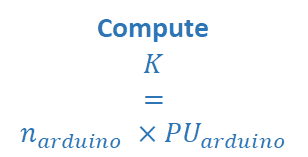 Compute
K
=
n_arduino × PU_arduino